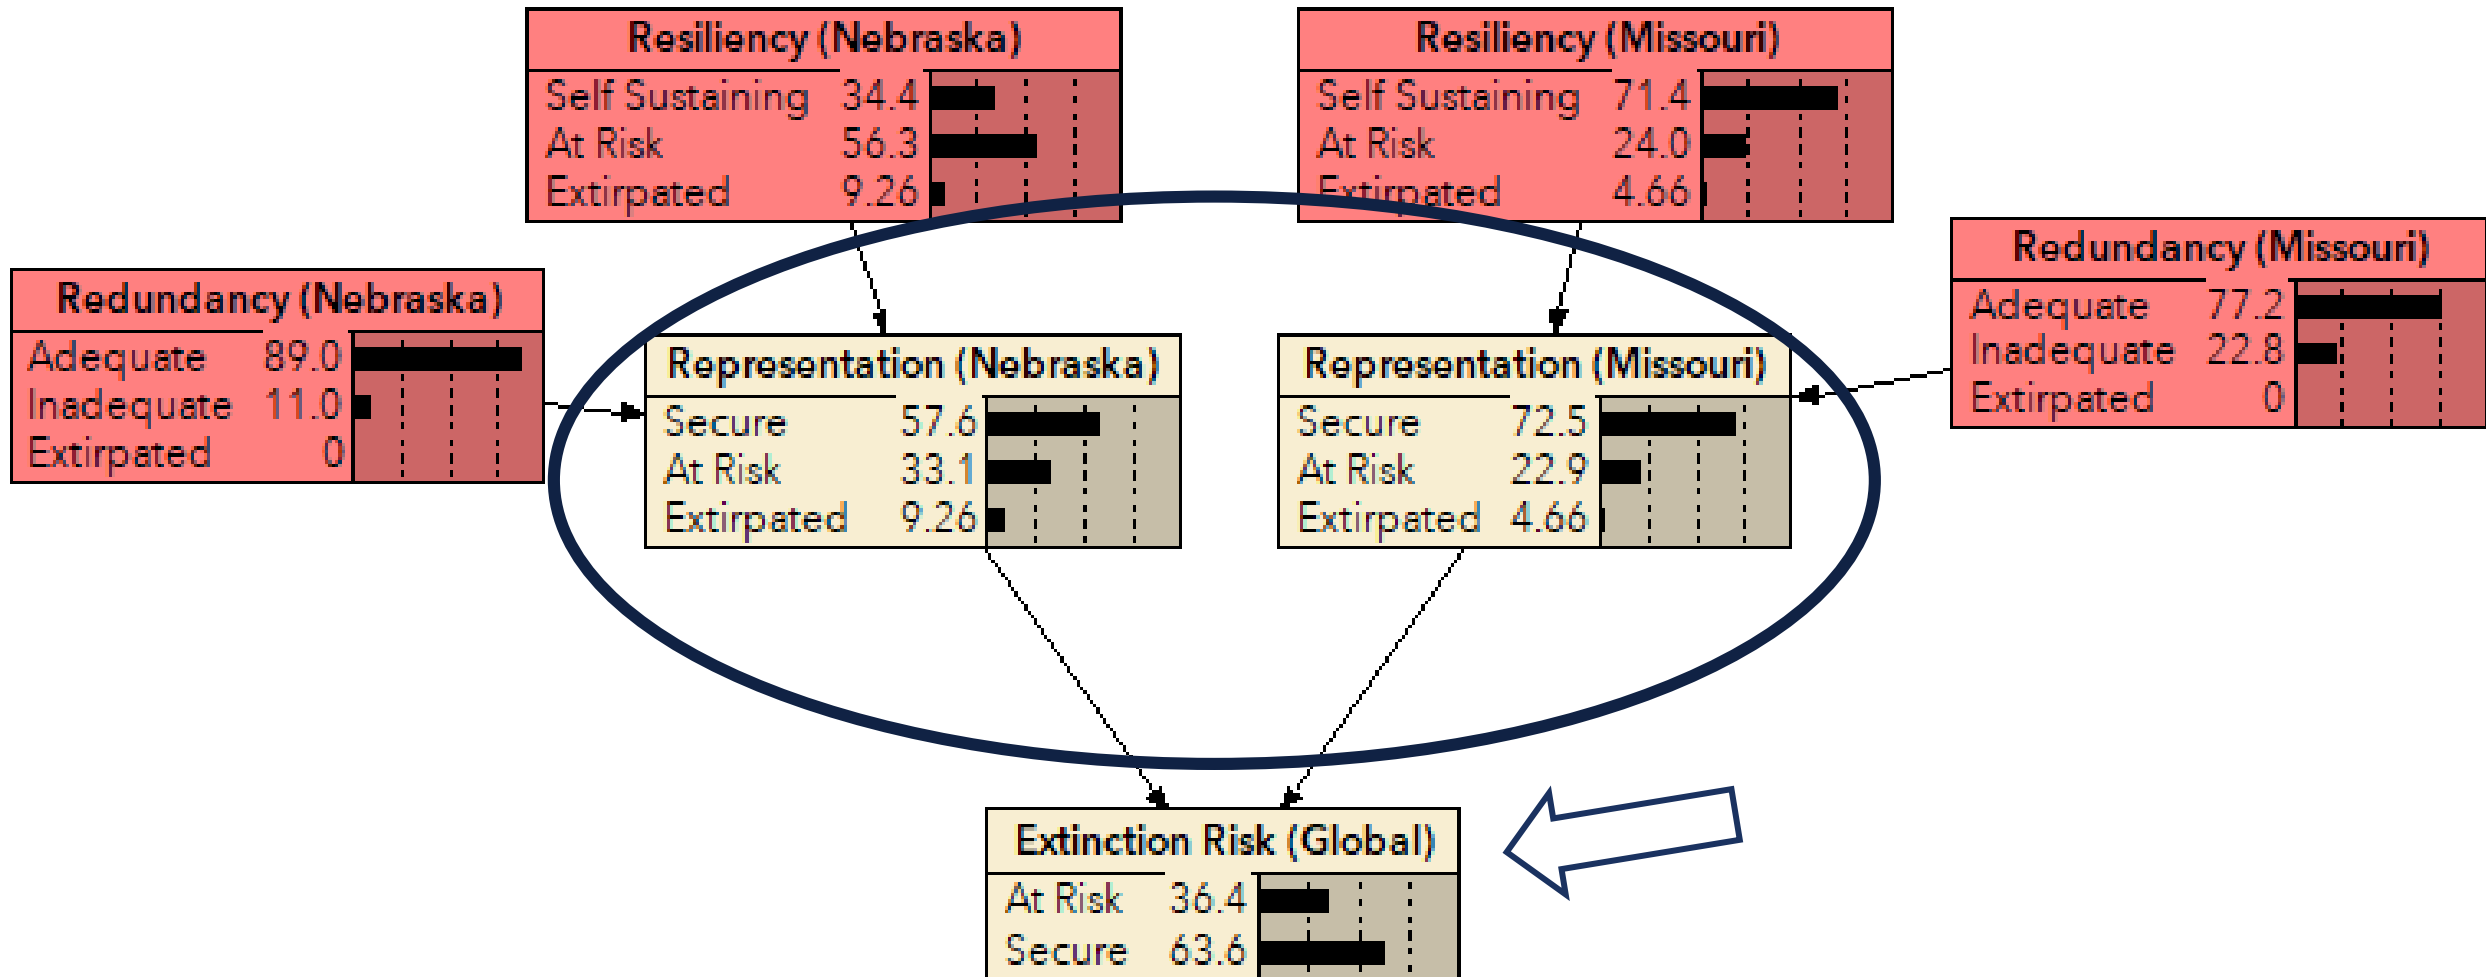 Resiliency (Nebraska)
Self Sustaining 34.4
At Risk 56.3
Extirpated 9.26
Resiliency (Missouri)
Self Sustaining 71.4
At Risk 24.0
Extirpated 4.66
Redundancy (Nebraska)
Adequate 89.0
Inadequate 11.0
Extirpated 0
Redundancy (Missouri)
Adequate 77.2
Inadequate 22.8
Extirpated 0
Representation (Nebraska)
Secure 57.6
At Risk 33.1
Extirpated 9.26
Representation (Missouri)
Secure 72.5
At Risk 22.9
Extirpated 4.66
Extinction Risk (Global)
At Risk 36.4
Secure 63.6